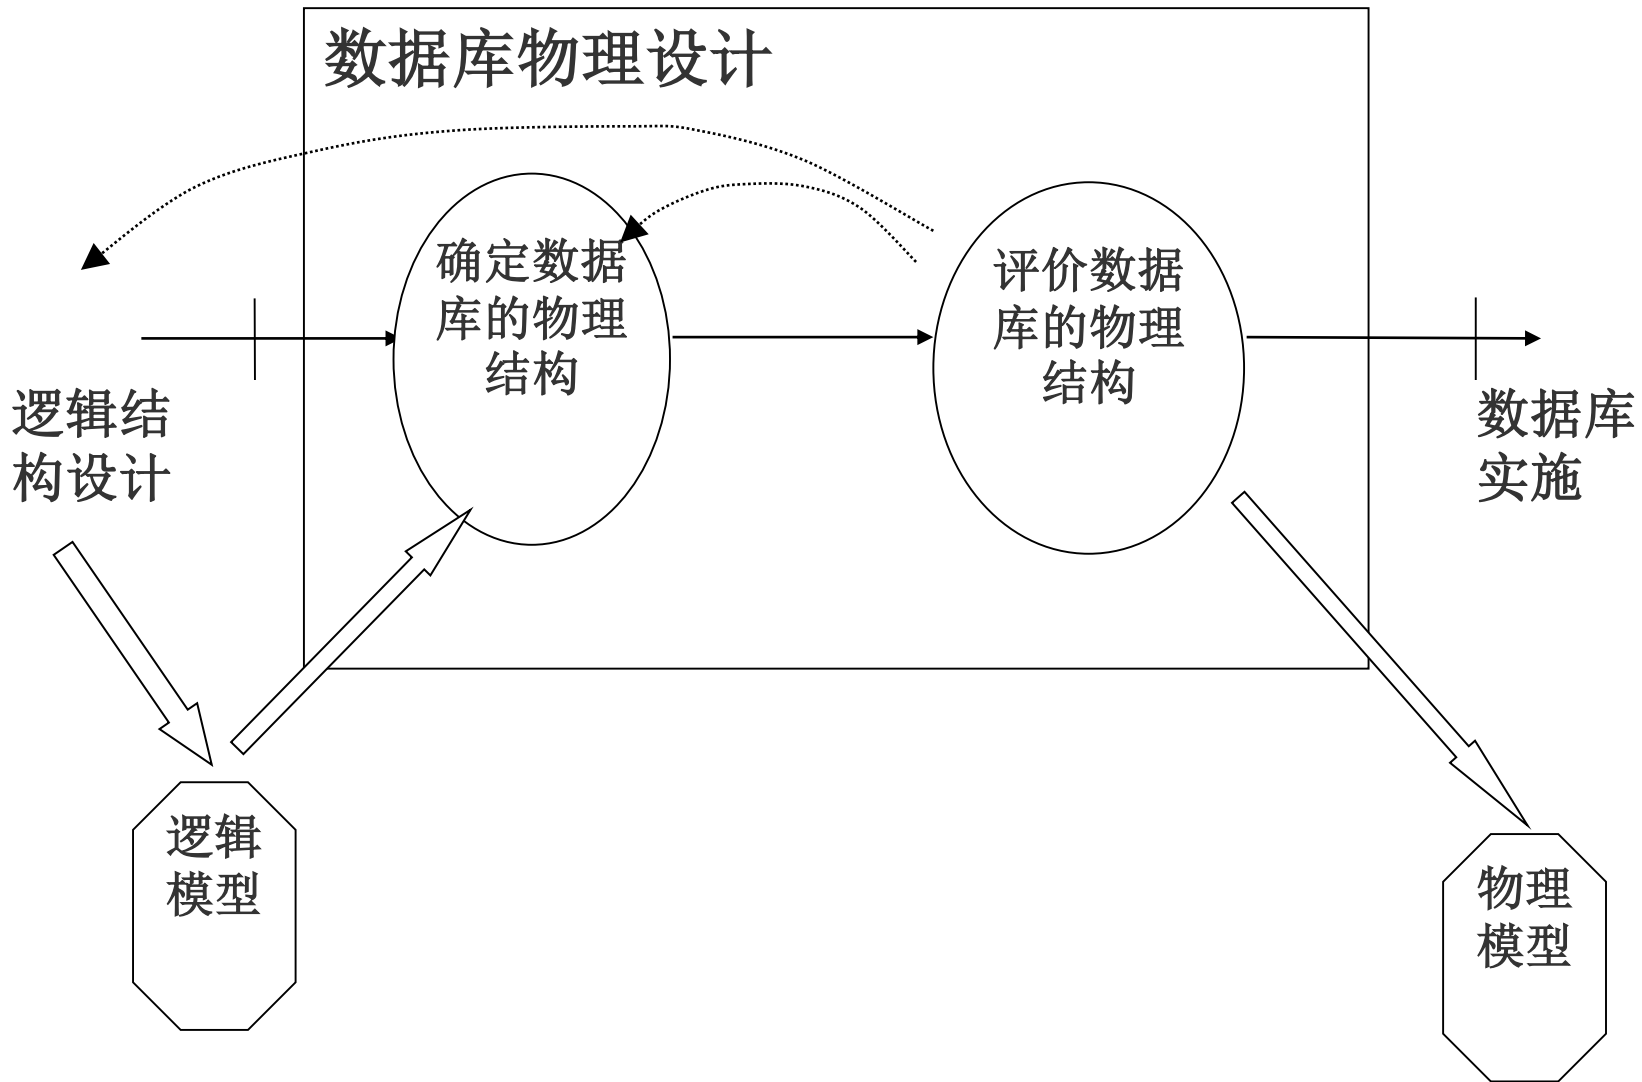 数据库物理设计
确定数据
库的物理
结构
评价数据
库的物理
结构
逻辑结
构设计
数据库
实施
逻辑
模型
物理
模型